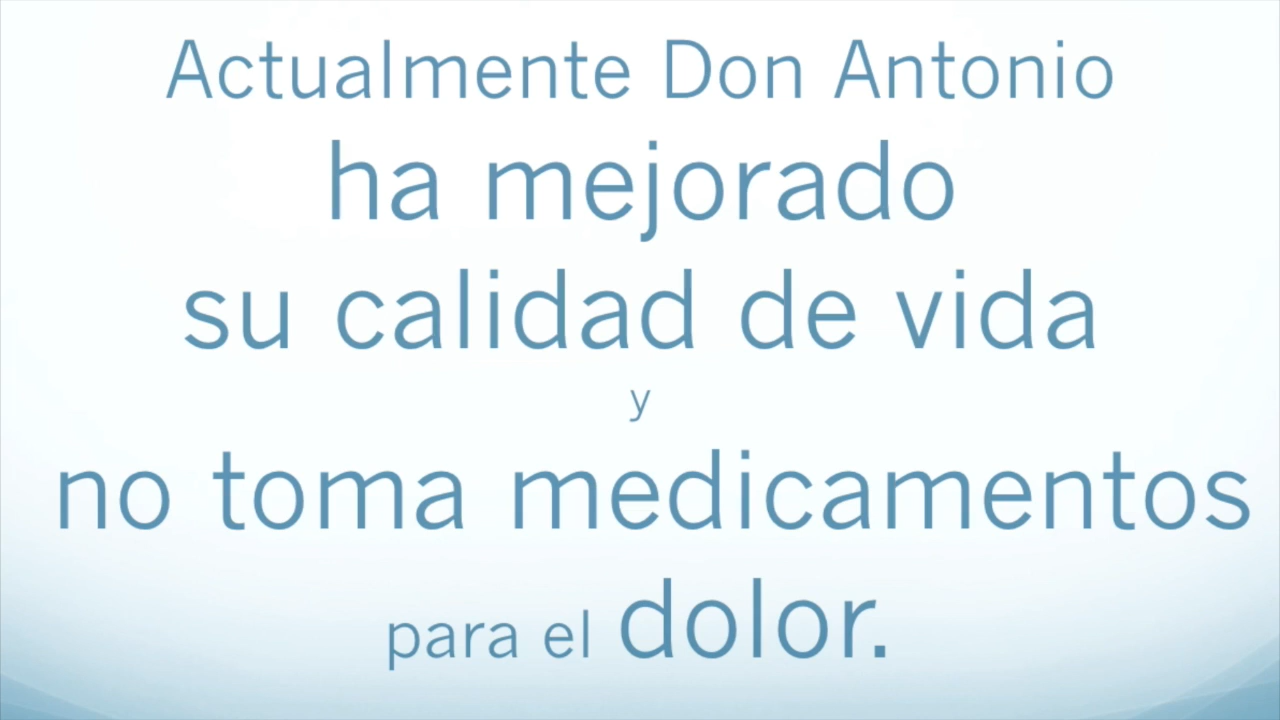 Actualmente Don Antonio
ha mejorado
su calidad de vida
y
no toma medicamentos
para el dolor.